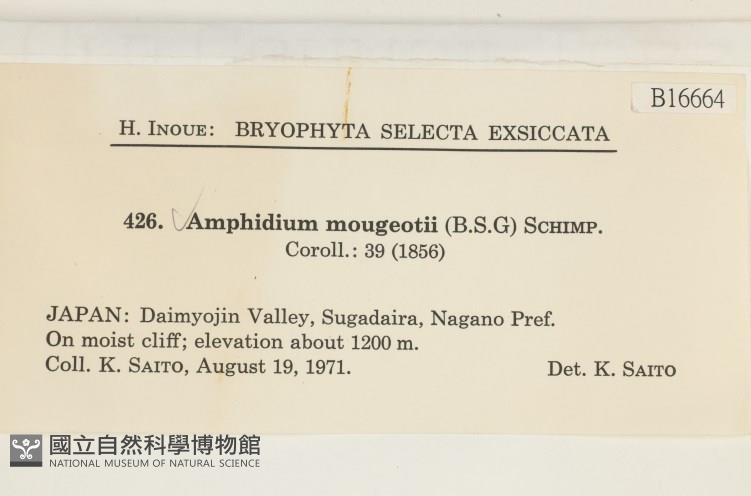 B16664
H. INOUE: BRYOPHYTA SELECTA EXSICCATA
426. Amphidium mougeotii (B.S.G) SCHIMP.
Coroll.: 39 (1856)
JAPAN: Daimyojin Valley, Sugadaira, Nagano Pref.
On moist cliff; elevation about 1200 m.
Coll. K. SAITO, August 19, 1971. Det. K. SAITO
國立自然科學博物館
NATIONAL MUSEUM OF NATURAL SCIENCE